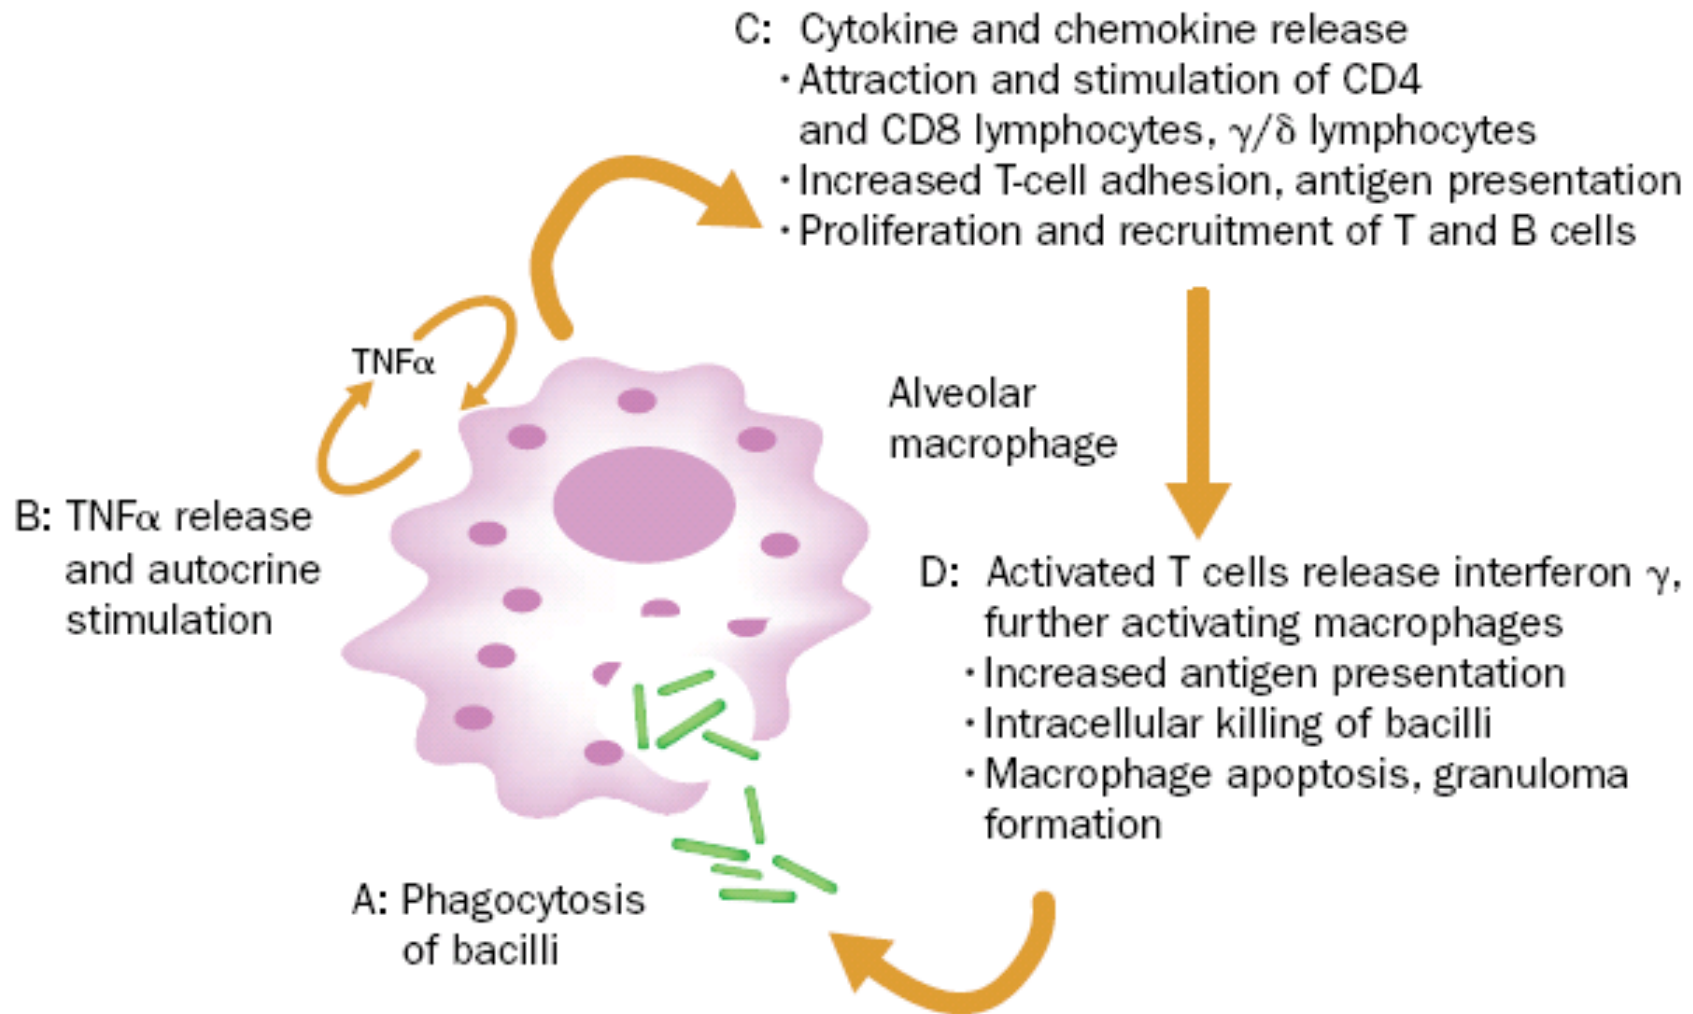 C: Cytokine and chemokine release
· Attraction and stimulation of CD4
and CD8 lymphocytes, γ/δ lymphocytes
· Increased T-cell adhesion, antigen presentation
· Proliferation and recruitment of T and B cells
TNFα
Alveolar
macrophage
B: TNFα release
and autocrine
stimulation
D: Activated T cells release interferon γ,
further activating macrophages
· Increased antigen presentation
· Intracellular killing of bacilli
· Macrophage apoptosis, granuloma
formation
A: Phagocytosis
of bacilli